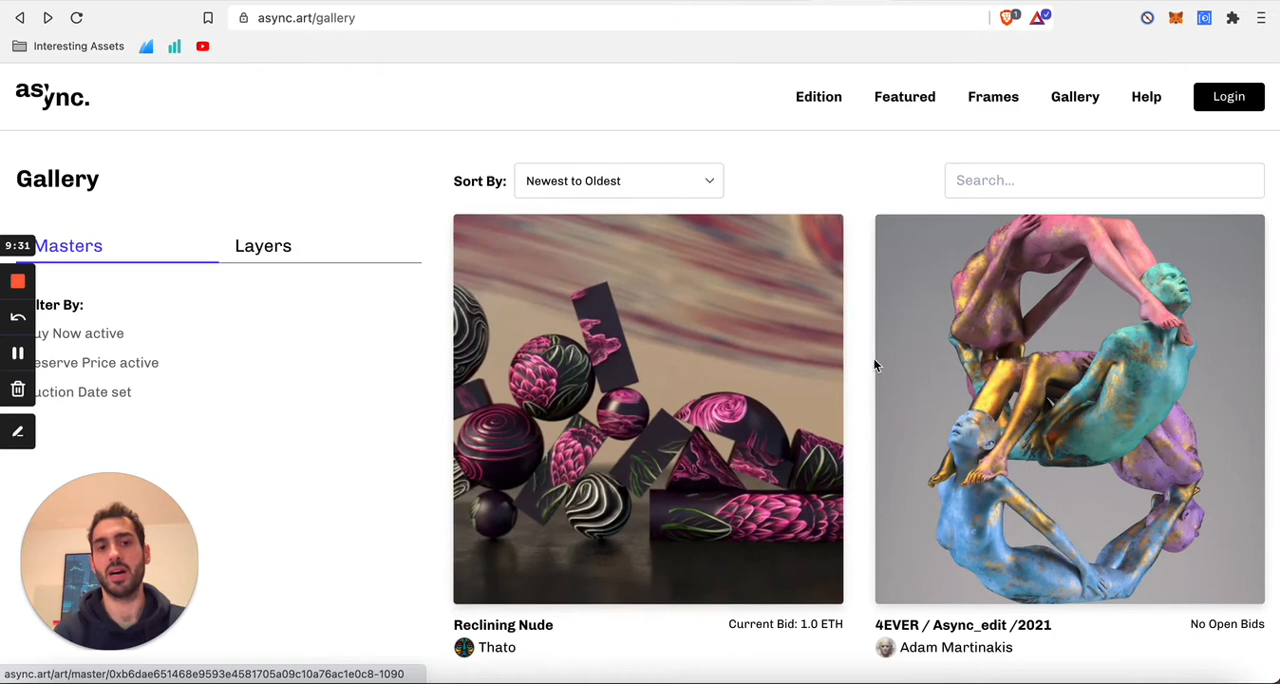 async.art/gallery
1
Interesting Assets
async.
Edition
Featured
Frames
Gallery
Help
Login
Gallery
Sort By:
Newest to Oldest
Search...
9:31
Masters
Layers
lter By:
uy Now active
eserve Price active
uction Date set
Reclining Nude
Current Bid: 1.0 ETH
Thato
4EVER / Async_edit /2021
No Open Bids
Adam Martinakis
async.art/art/master/0xb6dae651468e9593e4581705a09c10a76ac1e0c8-1090